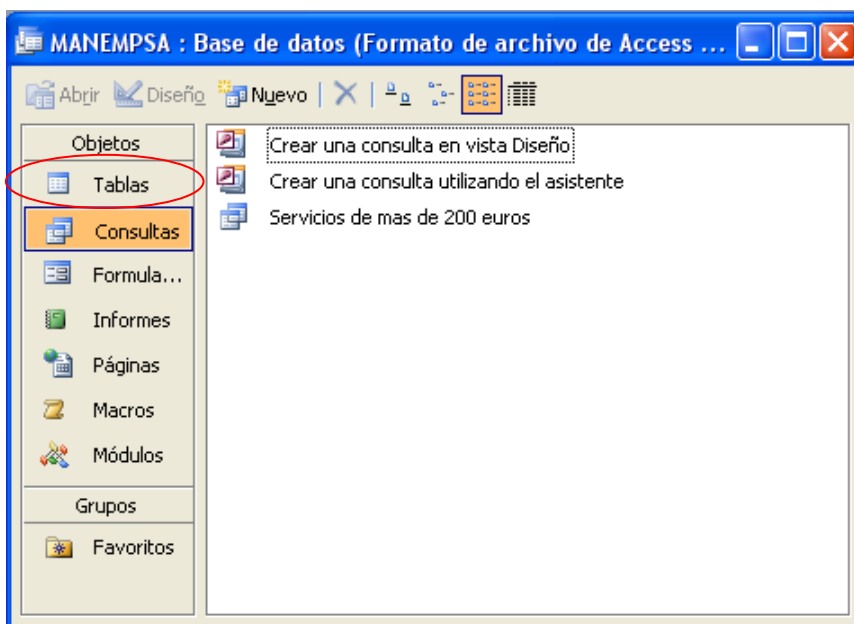 MANEMPSA : Base de datos (Formato de archivo de Access ...
Abrir Diseño Nuevo
Objetos
Tablas
Consultas
Formula...
Informes
Páginas
Macros
Módulos
Grupos
Favoritos
Crear una consulta en vista Diseño
Crear una consulta utilizando el asistente
Servicios de mas de 200 euros